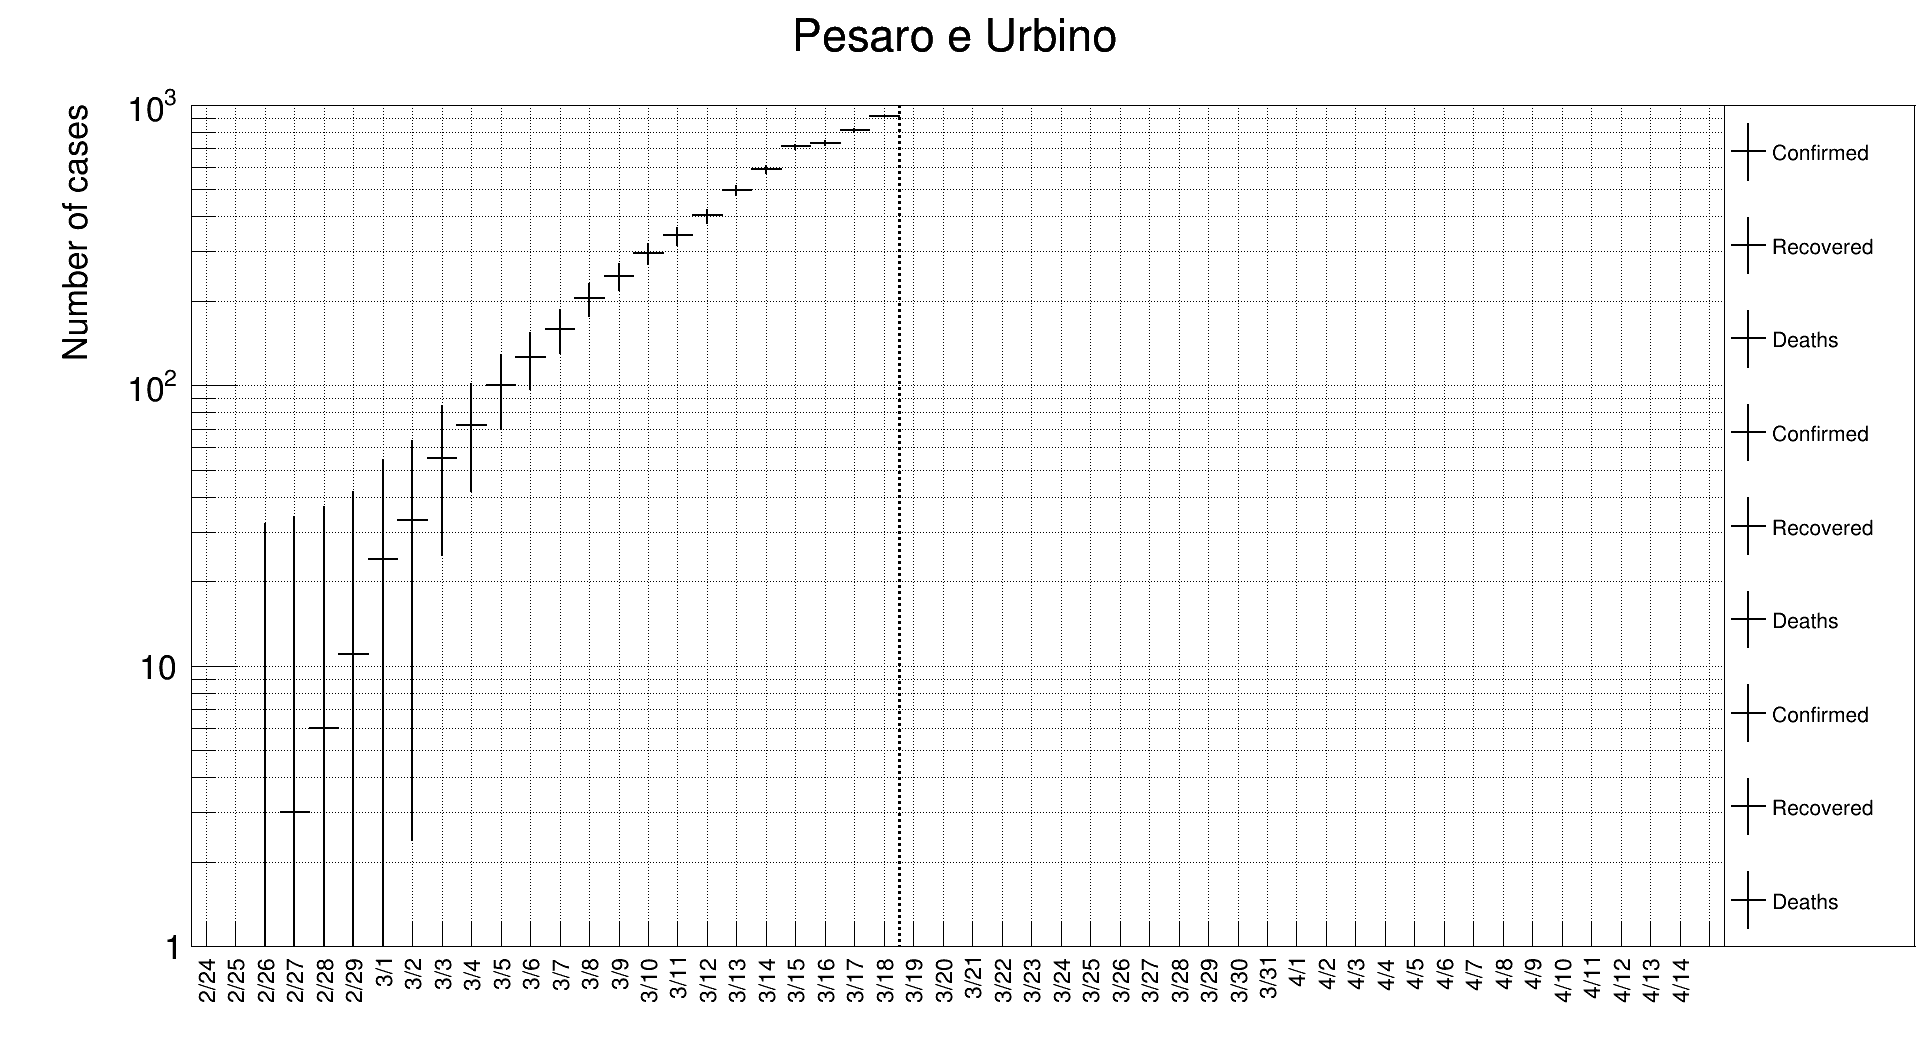 Pesaro e Urbino
Number of cases
10³
10²
10
1
2/24 2/25 2/26 2/27 2/28 2/29 3/1 3/2 3/3 3/4 3/5 3/6 3/7 3/8 3/9 3/10 3/11 3/12 3/13 3/14 3/15 3/16 3/17 3/18 3/19 3/20 3/21 3/22 3/23 3/24 3/25 3/26 3/27 3/28 3/29 3/30 3/31 4/1 4/2 4/3 4/4 4/5 4/6 4/7 4/8 4/9 4/10 4/11 4/12 4/13 4/14
Confirmed
Recovered
Deaths
Confirmed
Recovered
Deaths
Confirmed
Recovered
Deaths